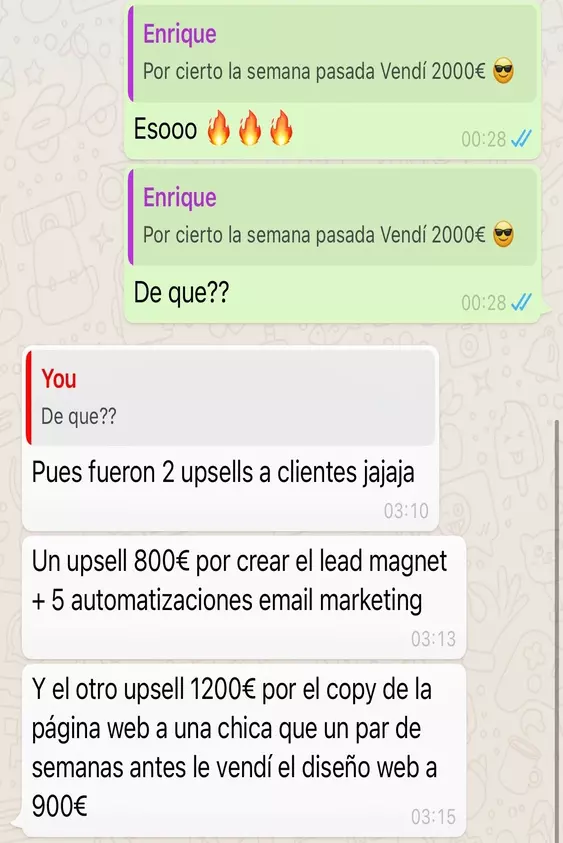 Enrique
Por cierto la semana pasada Vendí 2000€ 😎
Esooo 🔥🔥🔥
00:28
Enrique
Por cierto la semana pasada Vendí 2000€ 😎
De que??
00:28
You
De que??
Pues fueron 2 upsells a clientes jajaja
03:10
Un upsell 800€ por crear el lead magnet
+ 5 automatizaciones email marketing
03:13
Y el otro upsell 1200€ por el copy de la
página web a una chica que un par de
semanas antes le vendí el diseño web a
900€
03:15